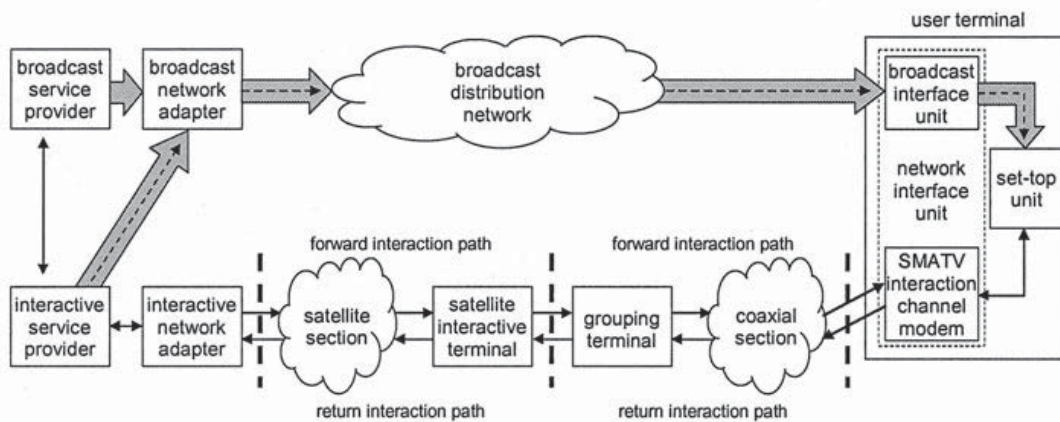 user terminal
broadcast
service
provider
broadcast
network
adapter
broadcast
distribution
network
broadcast
interface
unit
network
interface
unit
set-top
unit
forward interaction path
forward interaction path
interactive
service
provider
interactive
network
adapter
satellite
section
satellite
interactive
terminal
grouping
terminal
coaxial
section
SMATV
interaction
channel
modem
return interaction path
return interaction path